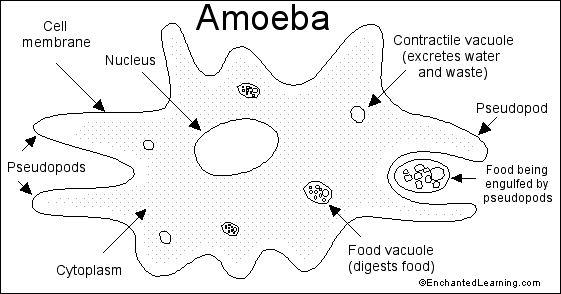 Amoeba
Cell
membrane
Nucleus
Contractile vacuole
(excretes water
and waste)
Pseudopod
Pseudopods
Food being
engulfed by
pseudopods
Cytoplasm
Food vacuole
(digests food)
©EnchantedLearning.com